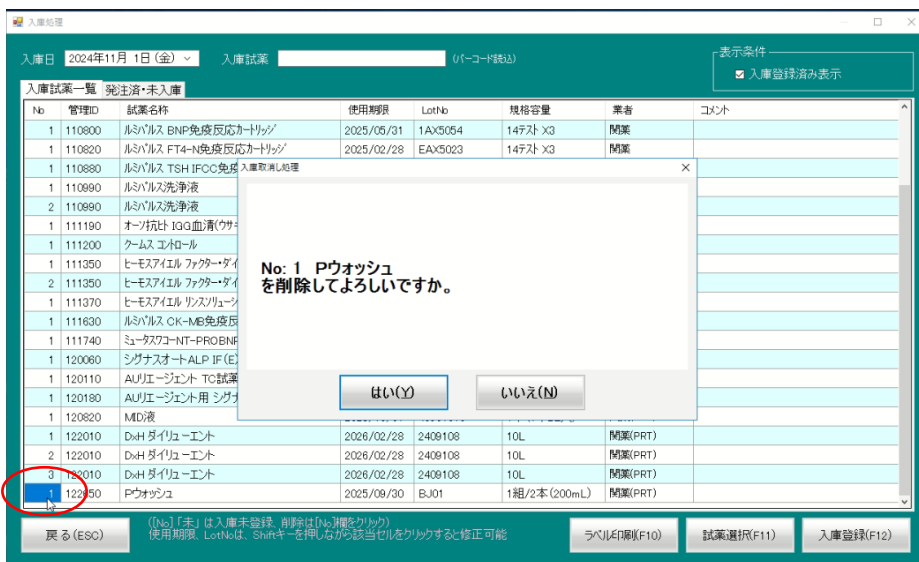 入庫処理
入庫日 2024年11月 1日(金) 入庫試薬 (バーコード読込)
表示条件
入庫登録済み表示
入庫試薬一覧 発注済・未入庫
No 管理ID 試薬名称 使用期限 LotNo 規格容量 業者 コメント
1 110800 ルミパルス BNP免疫反応カートリッジ 2025/05/31 1AX5054 14テスト X3 関薬
1 110820 ルミパルス FT4-N免疫反応カートリッジ 2025/02/28 EAX5023 14テスト X3 関薬
1 110880 ルミパルス TSH IFCC免疫
1 110990 ルミパルス洗浄液
2 110990 ルミパルス洗浄液
1 111190 オーソ抗ヒト IGG血清(ウサ
1 111200 クームス コントロール
1 111350 ヒーモスアイエル ファクター・ダイ
2 111350 ヒーモスアイエル ファクター・ダイ
1 111370 ヒーモスアイエル リンスソリューシ
1 111630 ルミパルス CK-MB免疫反
1 111740 ミュータスワコーNT-PROBNP
1 120060 シグナスオートALP IF(E)
1 120110 AUリエージェント TC試薬
1 120180 AUリエージェント用 シグナ
1 120820 MID液
1 122010 DxH ダイリューエント 2026/02/28 2409108 10L 関薬(PRT)
2 122010 DxH ダイリューエント 2026/02/28 2409108 10L 関薬(PRT)
3 122010 DxH ダイリューエント 2026/02/28 2409108 10L 関薬(PRT)
1 122650 Pウォッシュ 2025/09/30 BJ01 1組/2本(200mL) 関薬(PRT)
入庫取消し処理
No: 1 Pウォッシュ
を削除してよろしいですか。
はい(Y) いいえ(N)
([No]「未」は入庫未登録、削除は[No]欄をクリック)
使用期限、LotNoは、Shiftキーを押しながら該当セルをクリックすると修正可能
戻る(ESC) ラベル印刷(F10) 試薬選択(F11) 入庫登録(F12)